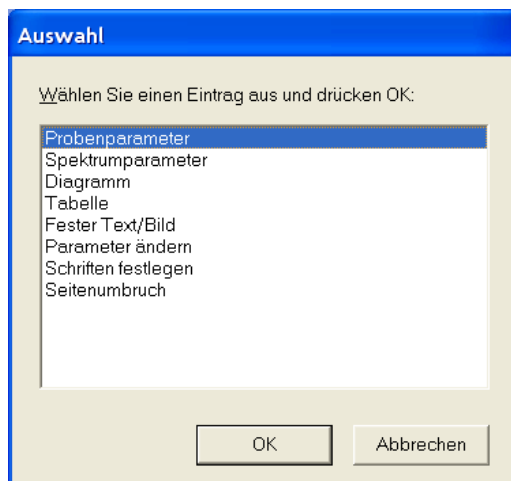 Auswahl
Wählen Sie einen Eintrag aus und drücken OK:
Probenparameter
Spektrumparameter
Diagramm
Tabelle
Fester Text/Bild
Parameter ändern
Schriften festlegen
Seitenumbruch
OK
Abbrechen